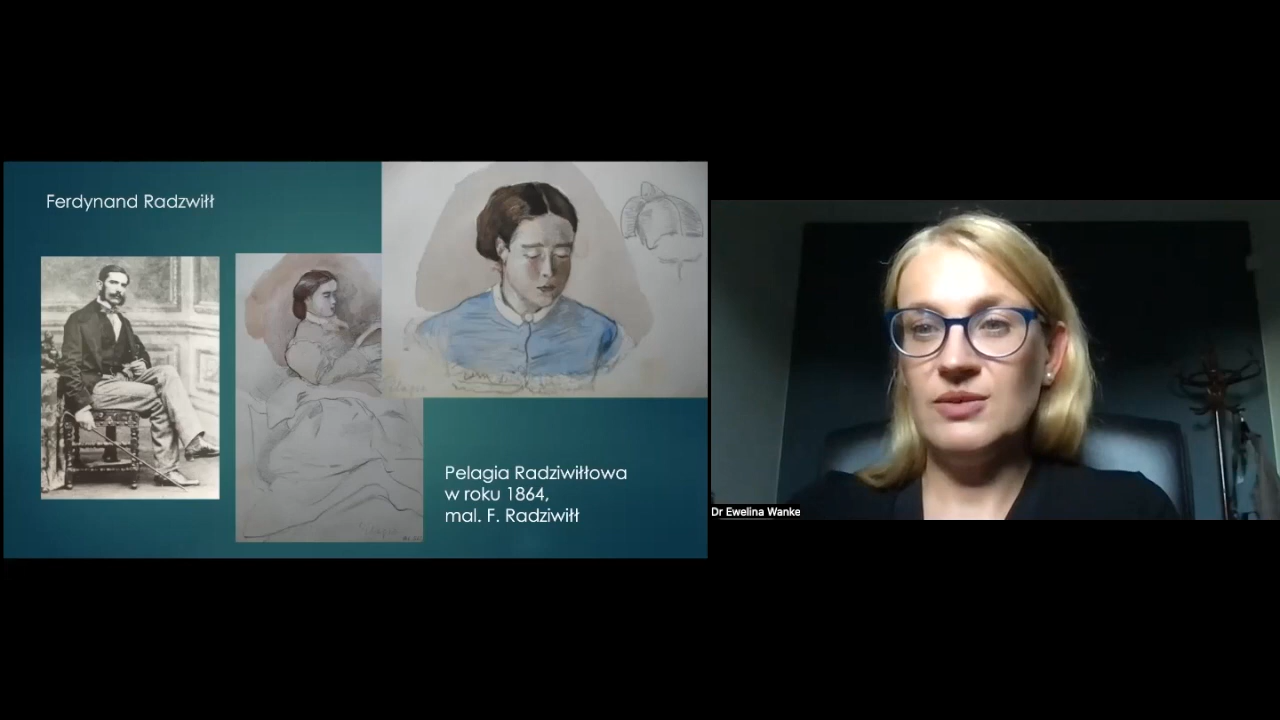 Ferdynand Radzwiłł
Pelagia Radziwiłłowa
w roku 1864,
mal. F. Radziwiłł
Dr Ewelina Wanke